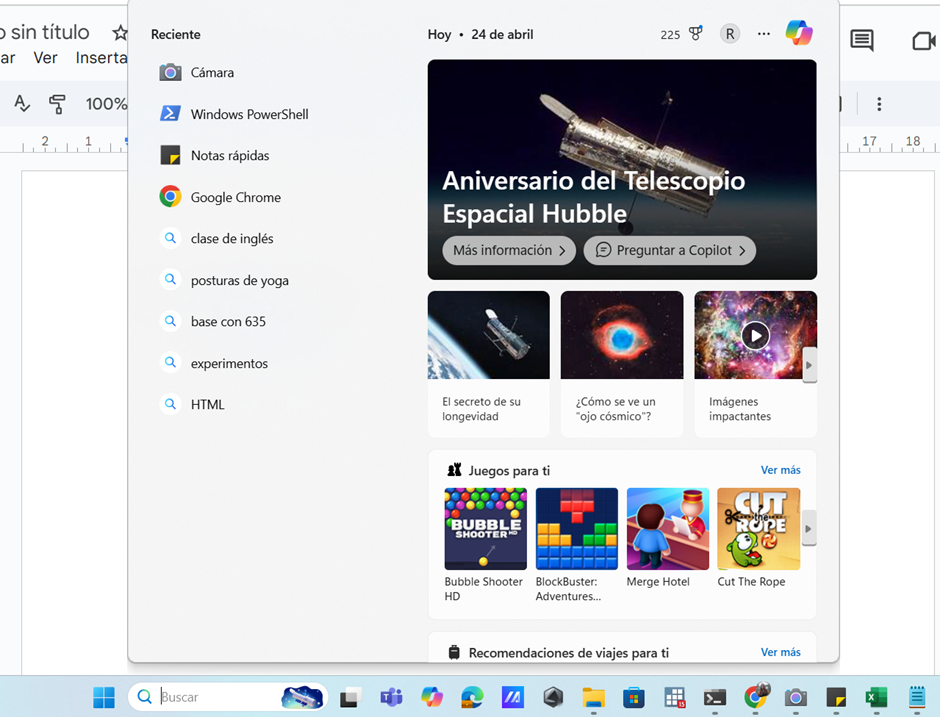 o sin título
ar Ver Inserta
100%
2 1
17 18
Reciente
Cámara
Windows PowerShell
Notas rápidas
Google Chrome
clase de inglés
posturas de yoga
base con 635
experimentos
HTML
Hoy • 24 de abril
225
R
Aniversario del Telescopio
Espacial Hubble
Más información
Preguntar a Copilot
El secreto de su
longevidad
¿Cómo se ve un
"ojo cósmico"?
Imágenes
impactantes
Juegos para ti
Ver más
BUBBLE
SHOOTER HD
CUT
the
ROPE
Bubble Shooter
HD
BlockBuster:
Adventures...
Merge Hotel
Cut The Rope
Recomendaciones de viajes para ti
Ver más
Buscar
15